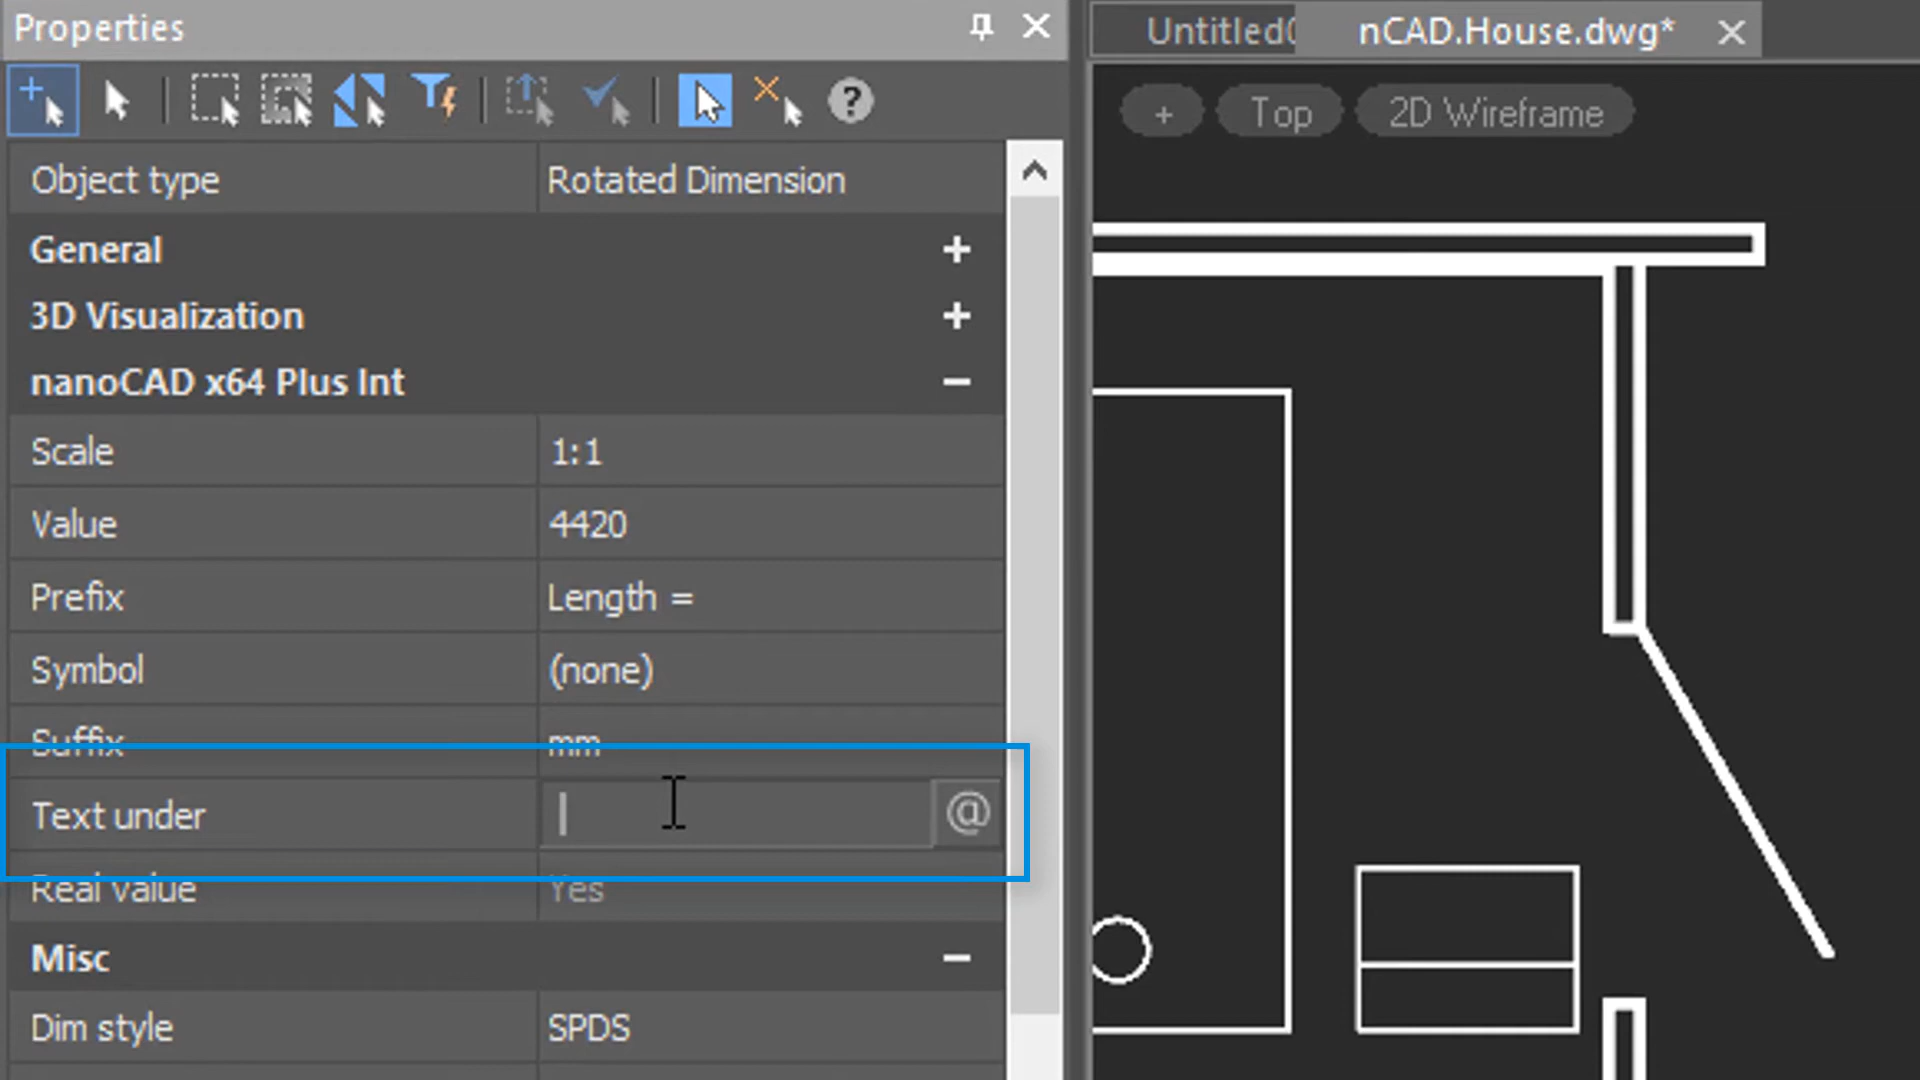 Properties
Untitled0
nCAD.House.dwg*
+
Top
2D Wireframe
Object type
Rotated Dimension
General
3D Visualization
nanoCAD x64 Plus Int
Scale
1:1
Value
4420
Prefix
Length =
Symbol
(none)
Suffix
mm
Text under
@
Real value
Yes
Misc
Dim style
SPDS